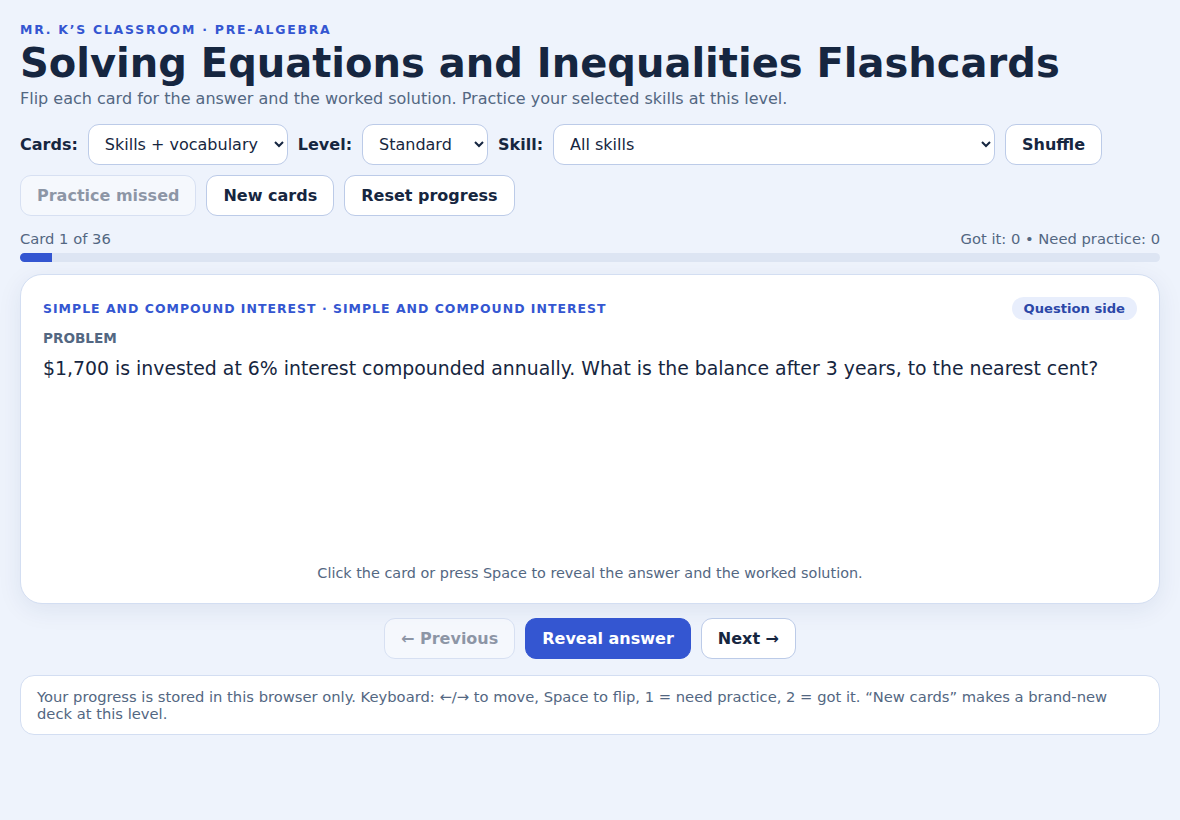 MR. K’S CLASSROOM · PRE-ALGEBRA
Solving Equations and Inequalities Flashcards
Flip each card for the answer and the worked solution. Practice your selected skills at this level.
Cards: Skills + vocabulary Level: Standard Skill: All skills Shuffle
Practice missed New cards Reset progress
Card 1 of 36 Got it: 0 • Need practice: 0
SIMPLE AND COMPOUND INTEREST · SIMPLE AND COMPOUND INTEREST Question side
PROBLEM
$1,700 is invested at 6% interest compounded annually. What is the balance after 3 years, to the nearest cent?
Click the card or press Space to reveal the answer and the worked solution.
← Previous Reveal answer Next →
Your progress is stored in this browser only. Keyboard: ←/→ to move, Space to flip, 1 = need practice, 2 = got it. “New cards” makes a brand-new
deck at this level.